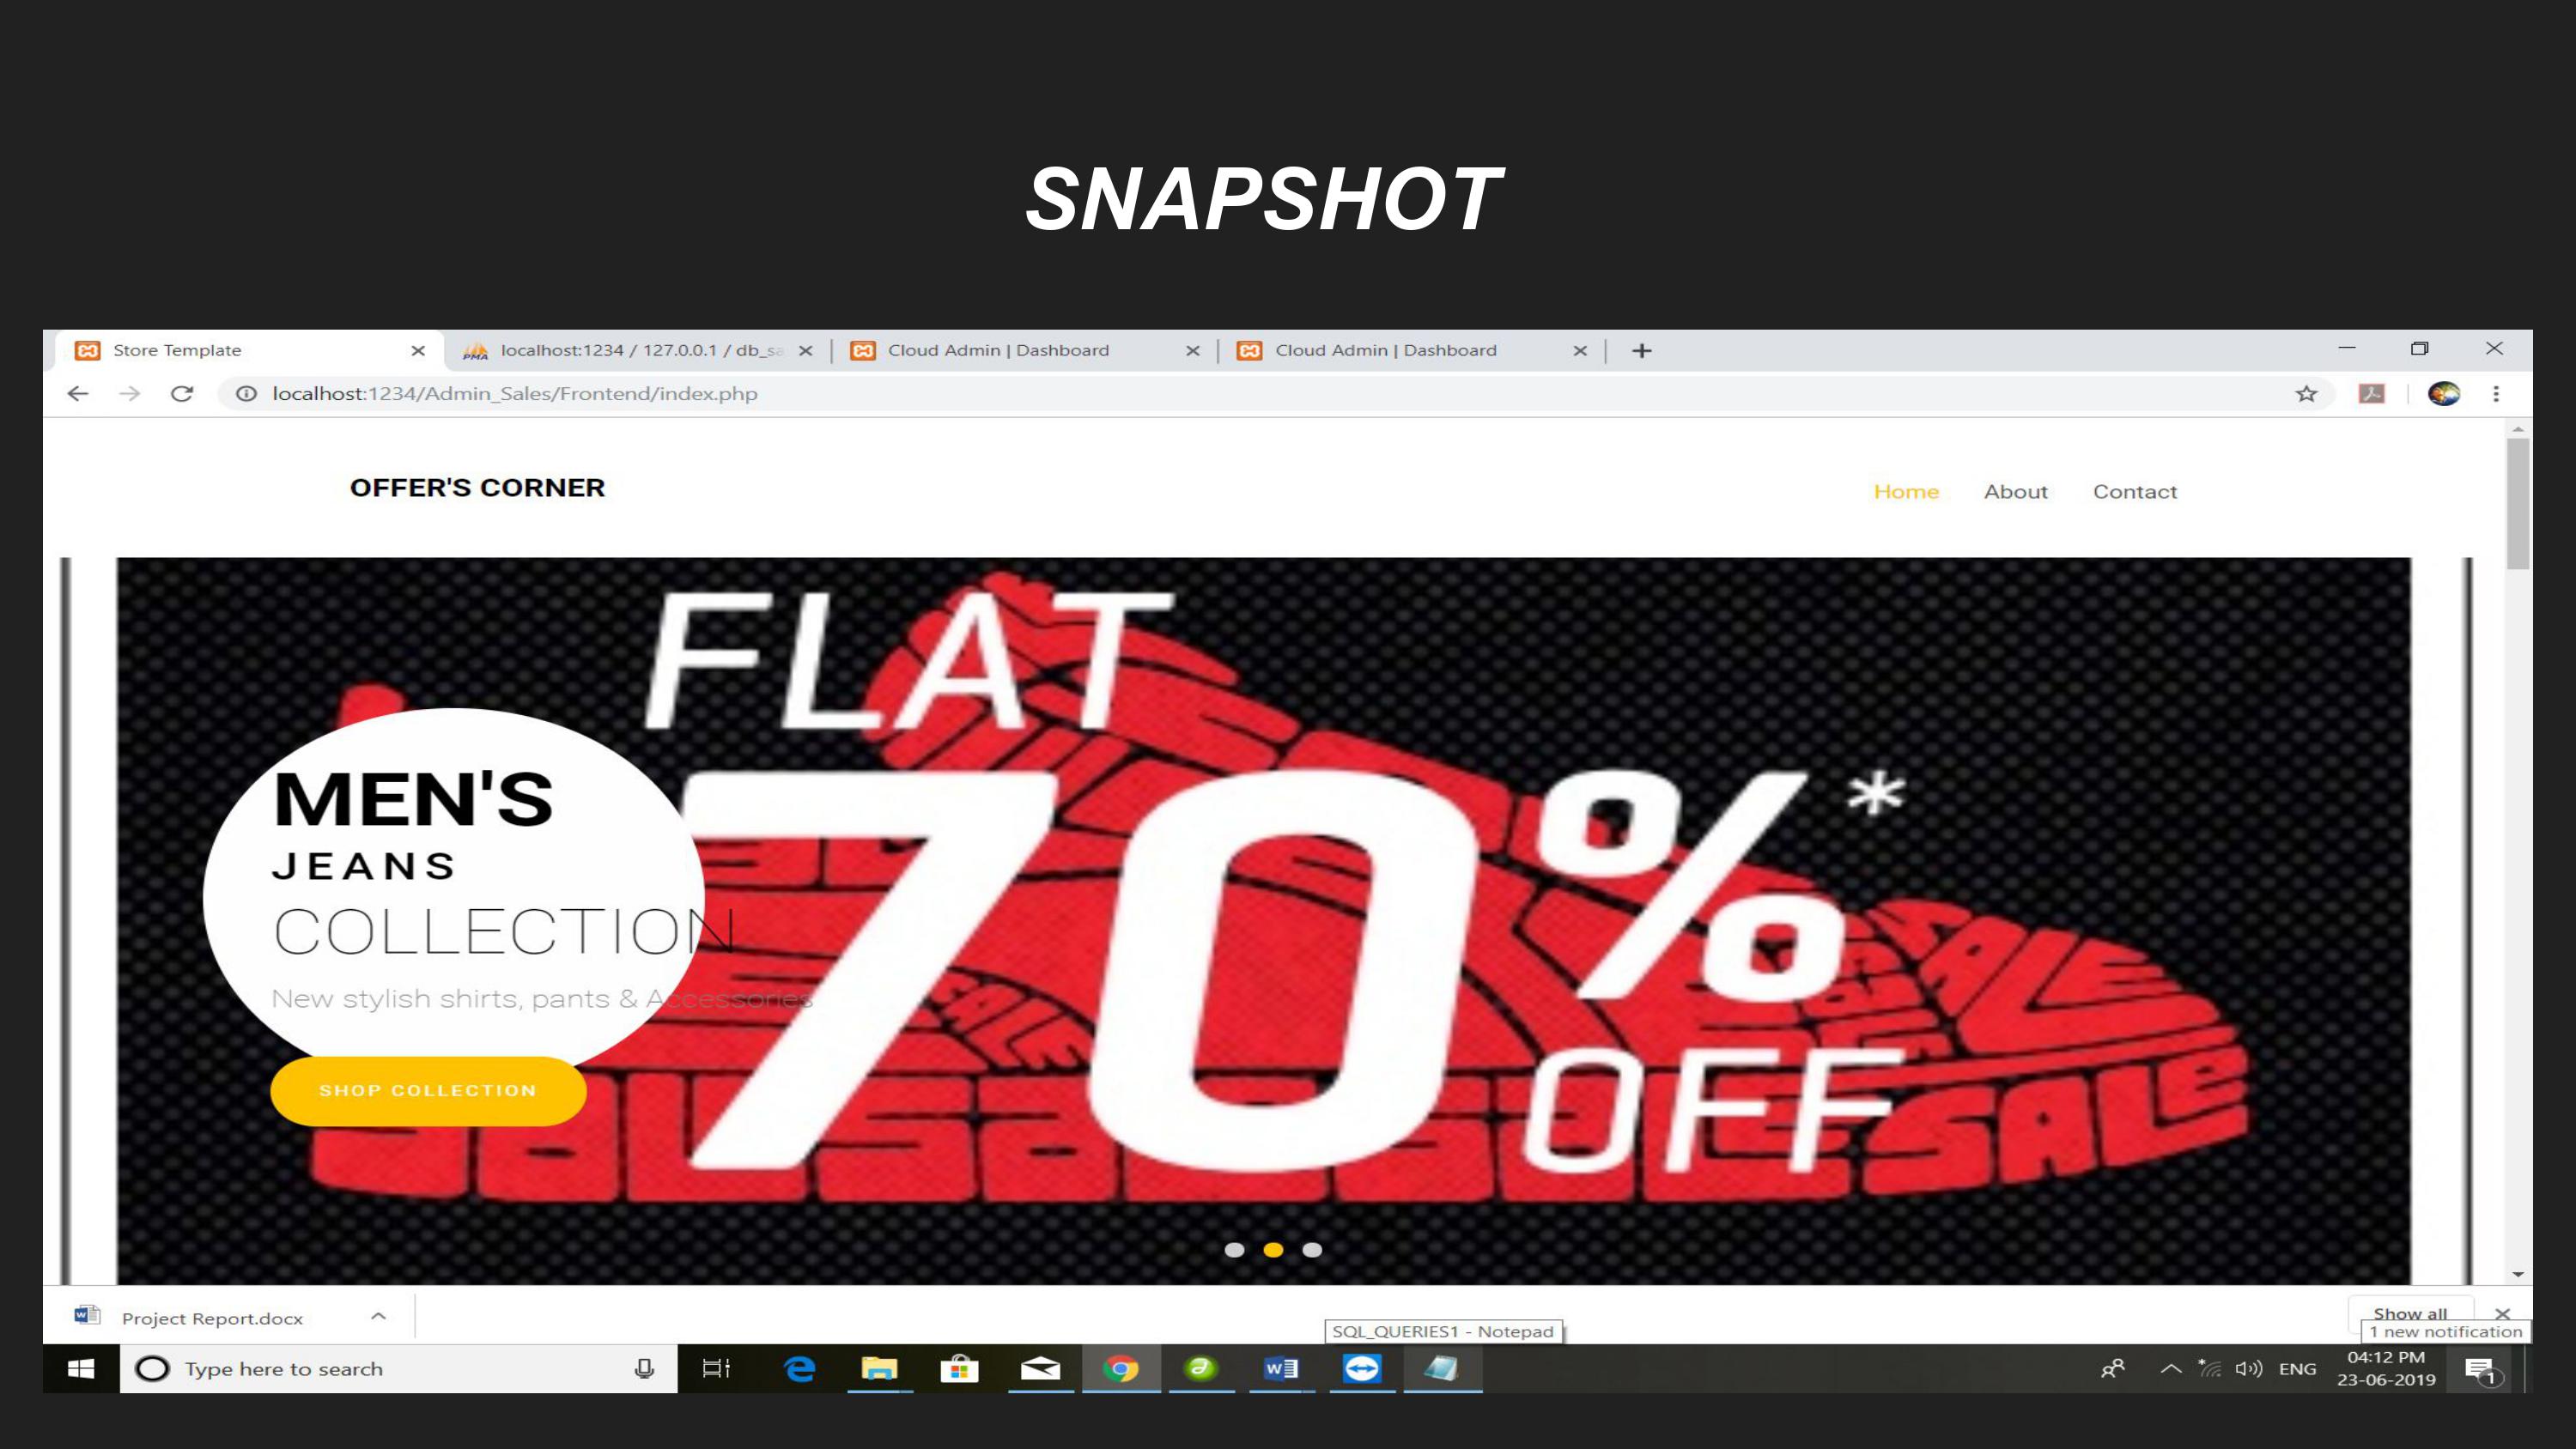 SNAPSHOT
Store Template
localhost:1234 / 127.0.0.1 / db_sa
Cloud Admin | Dashboard
Cloud Admin | Dashboard
localhost:1234/Admin_Sales/Frontend/index.php
OFFER'S CORNER
Home About Contact
FLAT
70%*
OFF
MEN'S
JEANS
COLLECTION
New stylish shirts, pants & Accessories
SHOP COLLECTION
SALE
SALE
SALE
Project Report.docx
Show all
SQL_QUERIES1 - Notepad
1 new notification
Type here to search
ENG
04:12 PM
23-06-2019
1